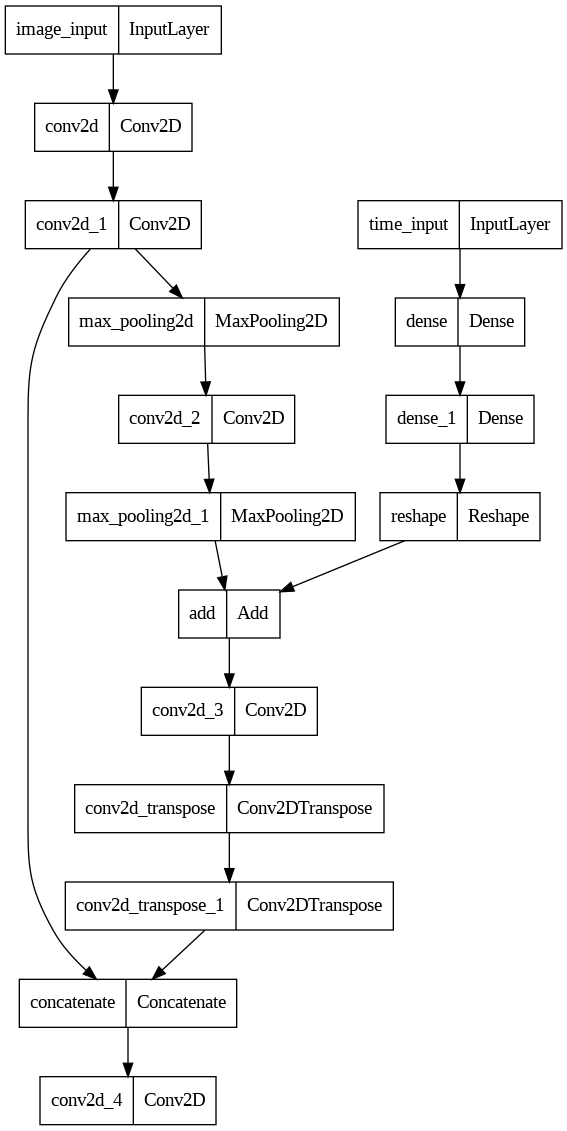 image_input InputLayer
conv2d Conv2D
conv2d_1 Conv2D
time_input InputLayer
max_pooling2d MaxPooling2D
dense Dense
conv2d_2 Conv2D
dense_1 Dense
max_pooling2d_1 MaxPooling2D
reshape Reshape
add Add
conv2d_3 Conv2D
conv2d_transpose Conv2DTranspose
conv2d_transpose_1 Conv2DTranspose
concatenate Concatenate
conv2d_4 Conv2D